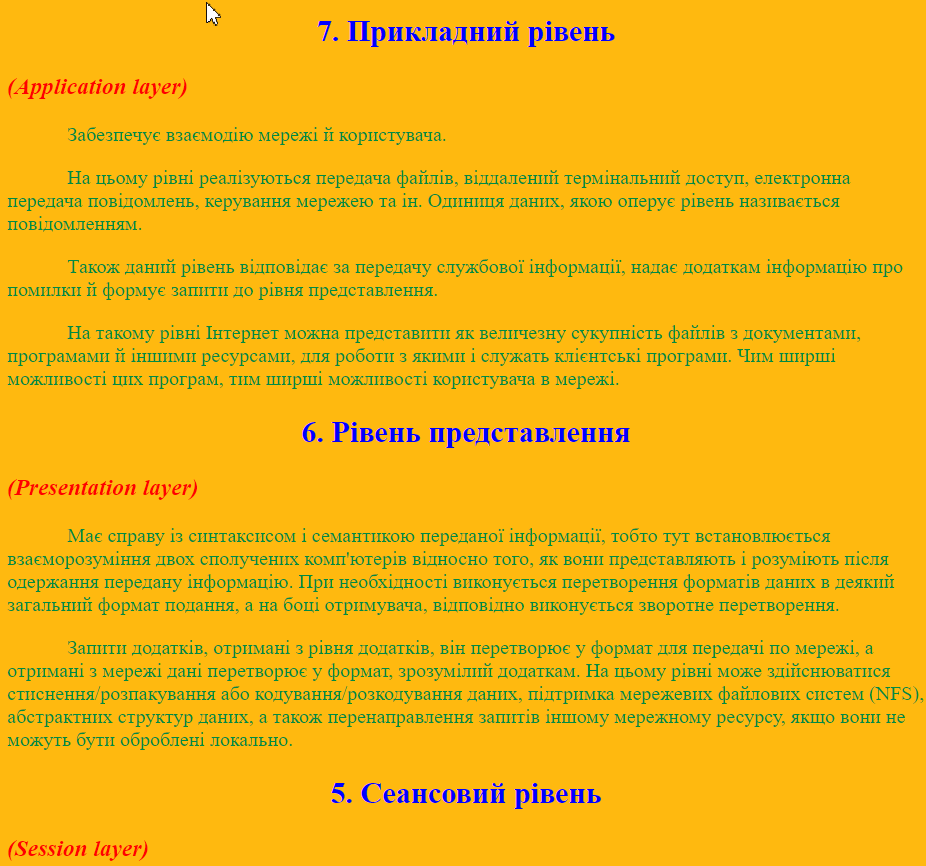 7. Прикладний рівень
(Application layer)
Забезпечує взаємодію мережі й користувача.
На цьому рівні реалізуються передача файлів, віддалений термінальний доступ, електронна
передача повідомлень, керування мережею та ін. Одиниця даних, якою оперує рівень називається
повідомленням.
Також даний рівень відповідає за передачу службової інформації, надає додаткам інформацію про
помилки й формує запити до рівня представлення.
На такому рівні Інтернет можна представити як величезну сукупність файлів з документами,
програмами й іншими ресурсами, для роботи з якими і служать клієнтські програми. Чим ширші
можливості цих програм, тим ширші можливості користувача в мережі.
6. Рівень представлення
(Presentation layer)
Має справу із синтаксисом і семантикою переданої інформації, тобто тут встановлюється
взаєморозуміння двох сполучених комп'ютерів відносно того, як вони представляють і розуміють після
одержання передану інформацію. При необхідності виконується перетворення форматів даних в деякий
загальний формат подання, а на боці отримувача, відповідно виконується зворотне перетворення.
Запити додатків, отримані з рівня додатків, він перетворює у формат для передачі по мережі, а
отримані з мережі дані перетворює у формат, зрозумілий додаткам. На цьому рівні може здійснюватися
стиснення/розпакування або кодування/розкодування даних, підтримка мережевих файлових систем (NFS),
абстрактних структур даних, а також перенаправлення запитів іншому мережному ресурсу, якщо вони не
можуть бути оброблені локально.
5. Сеансовий рівень
(Session layer)